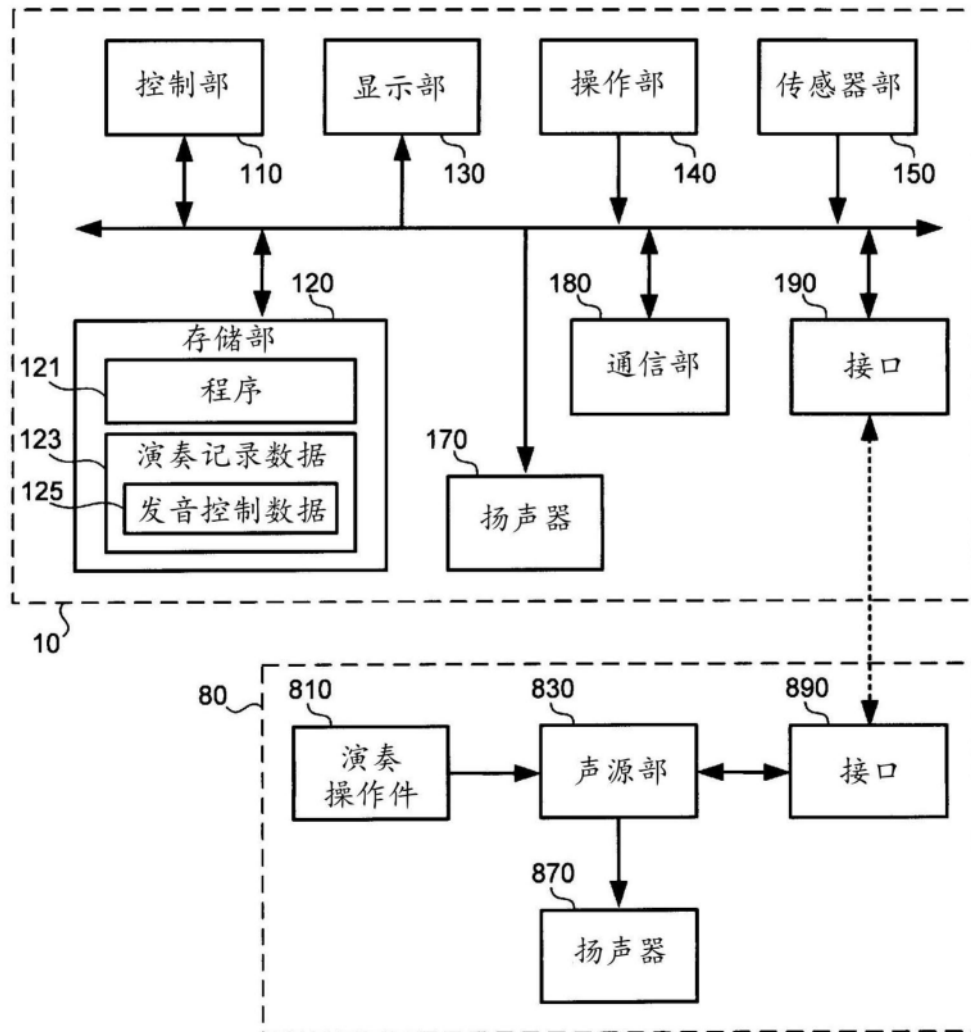 控制部
显示部
操作部
传感器部
110
130
140
150
120
180
190
存储部
通信部
接口
121
程序
123
演奏记录数据
170
125
发音控制数据
扬声器
10
80
810
830
890
演奏
操作件
声源部
接口
870
扬声器